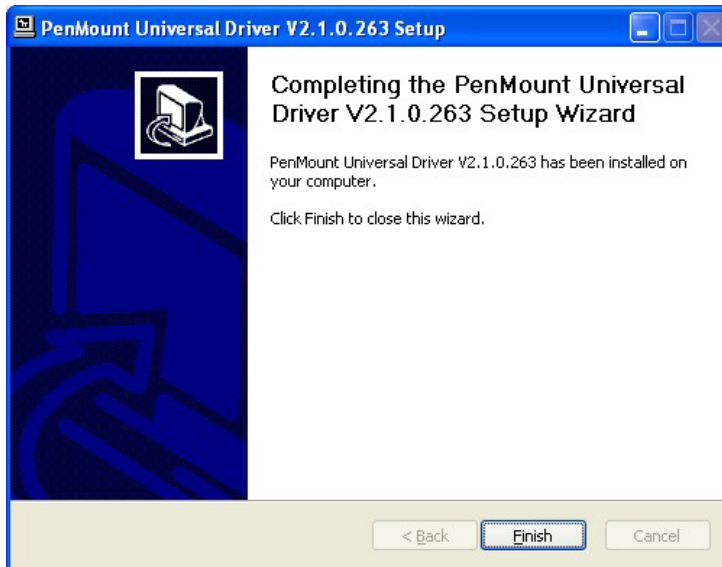 PenMount Universal Driver V2.1.0.263 Setup
Completing the PenMount Universal
Driver V2.1.0.263 Setup Wizard
PenMount Universal Driver V2.1.0.263 has been installed on
your computer.
Click Finish to close this wizard.
< Back
Finish
Cancel